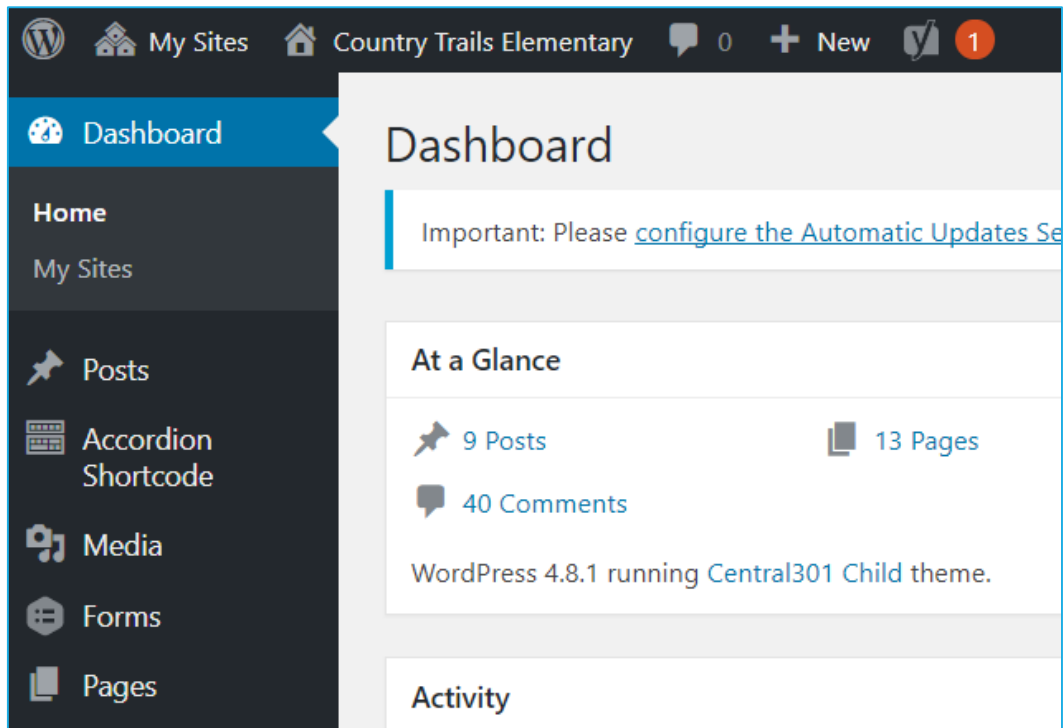 My Sites Country Trails Elementary 0 New 1
Dashboard
Home
My Sites
Posts
Accordion
Shortcode
Media
Forms
Pages
Dashboard
Important: Please configure the Automatic Updates Se
At a Glance
9 Posts 13 Pages
40 Comments
WordPress 4.8.1 running Central301 Child theme.
Activity